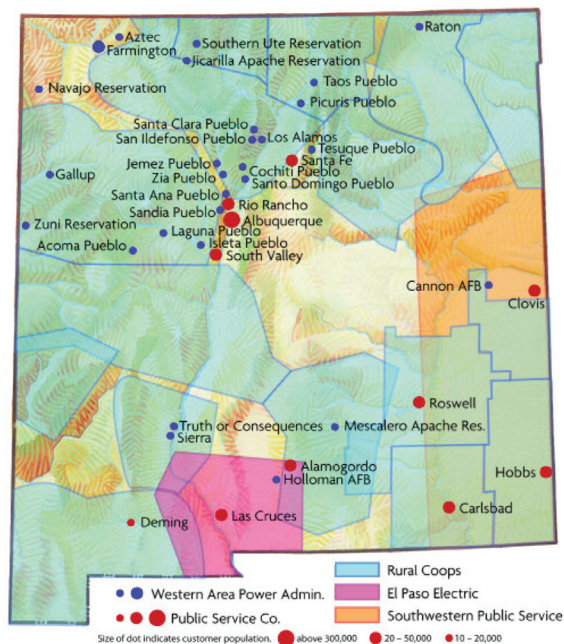 Raton
Aztec
Farmington
Southern Ute Reservation
Jicarilla Apache Reservation
Taos Pueblo
Navajo Reservation
Picuris Pueblo
Santa Clara Pueblo
San Ildefonso Pueblo
Los Alamos
Tesuque Pueblo
Santa Fe
Jemez Pueblo
Cochiti Pueblo
Gallup
Zia Pueblo
Santo Domingo Pueblo
Santa Ana Pueblo
Rio Rancho
Sandia Pueblo
Albuquerque
Zuni Reservation
Laguna Pueblo
Acoma Pueblo
Isleta Pueblo
South Valley
Cannon AFB
Clovis
Roswell
Truth or Consequences
Mescalero Apache Res.
Sierra
Alamogordo
Hobbs
Holloman AFB
Carlsbad
Las Cruces
Deming
Rural Coops
Western Area Power Admin.
El Paso Electric
Public Service Co.
Southwestern Public Service
Size of dot indicates customer population. above 300,000 20 – 50,000 10 – 20,000